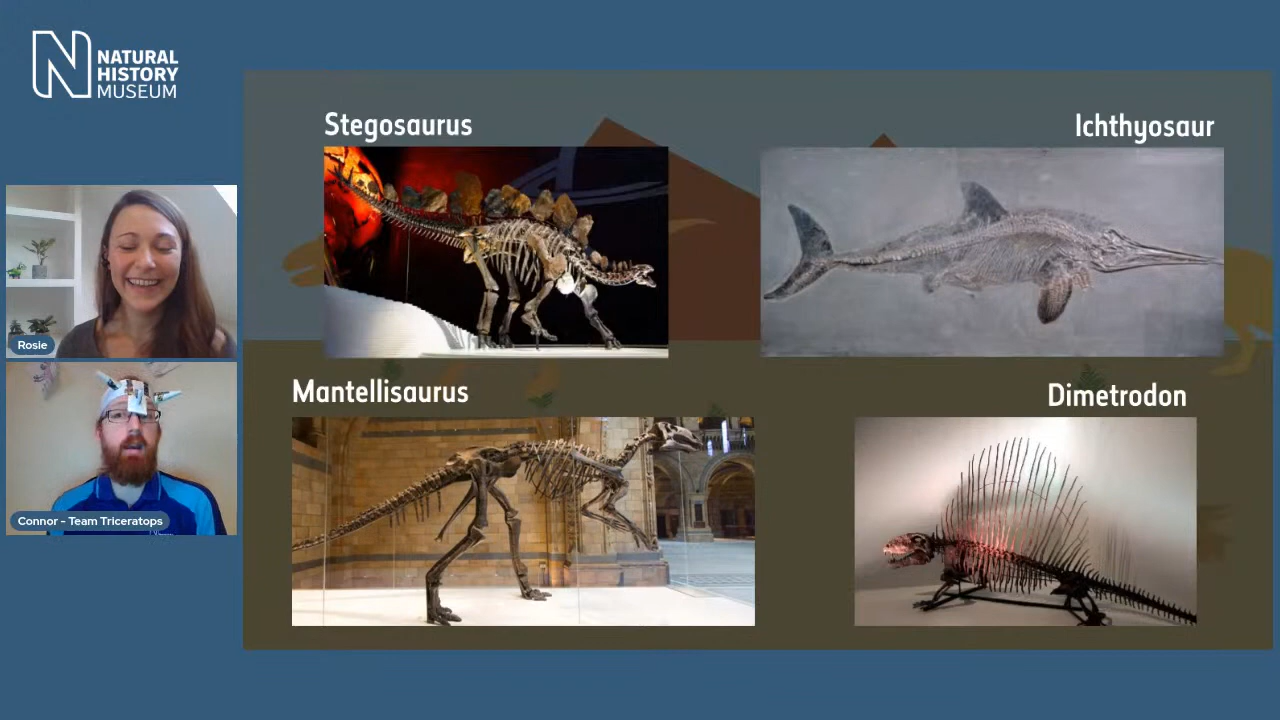 NATURAL
HISTORY
MUSEUM
Stegosaurus
Ichthyosaur
Rosie
Mantellisaurus
Dimetrodon
Connor - Team Triceratops